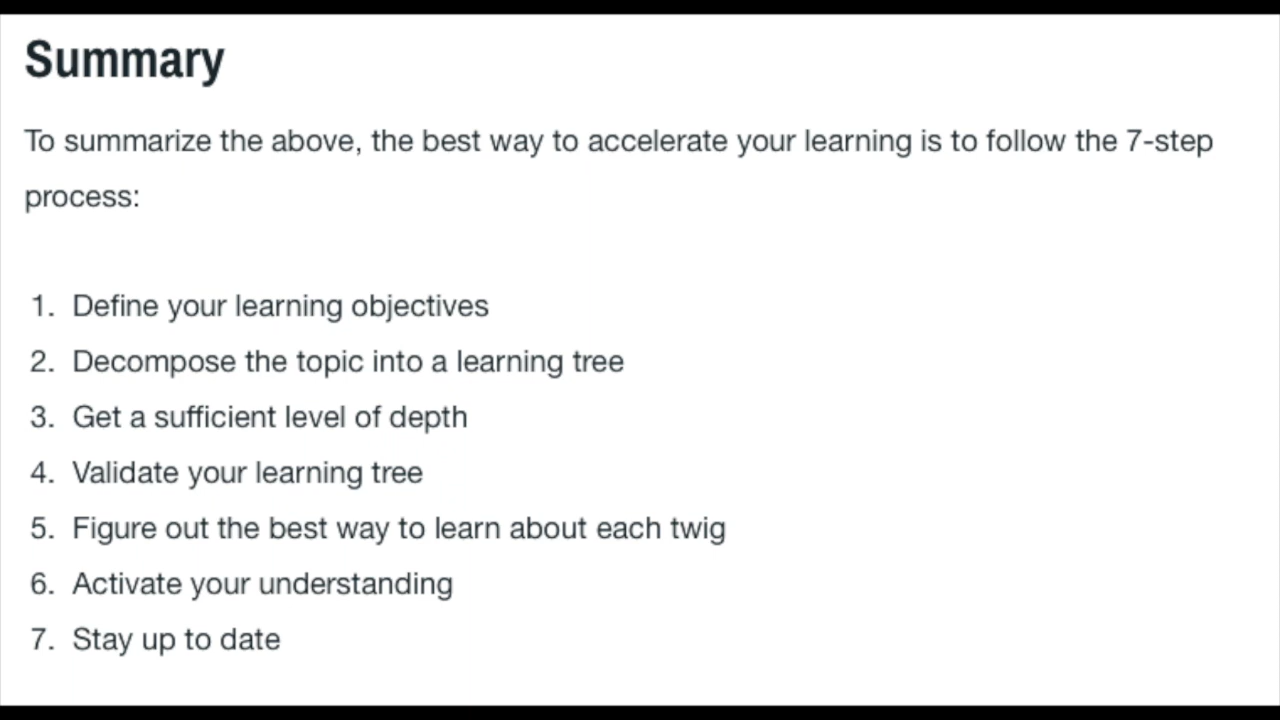 Summary
To summarize the above, the best way to accelerate your learning is to follow the 7-step
process:
1. Define your learning objectives
2. Decompose the topic into a learning tree
3. Get a sufficient level of depth
4. Validate your learning tree
5. Figure out the best way to learn about each twig
6. Activate your understanding
7. Stay up to date